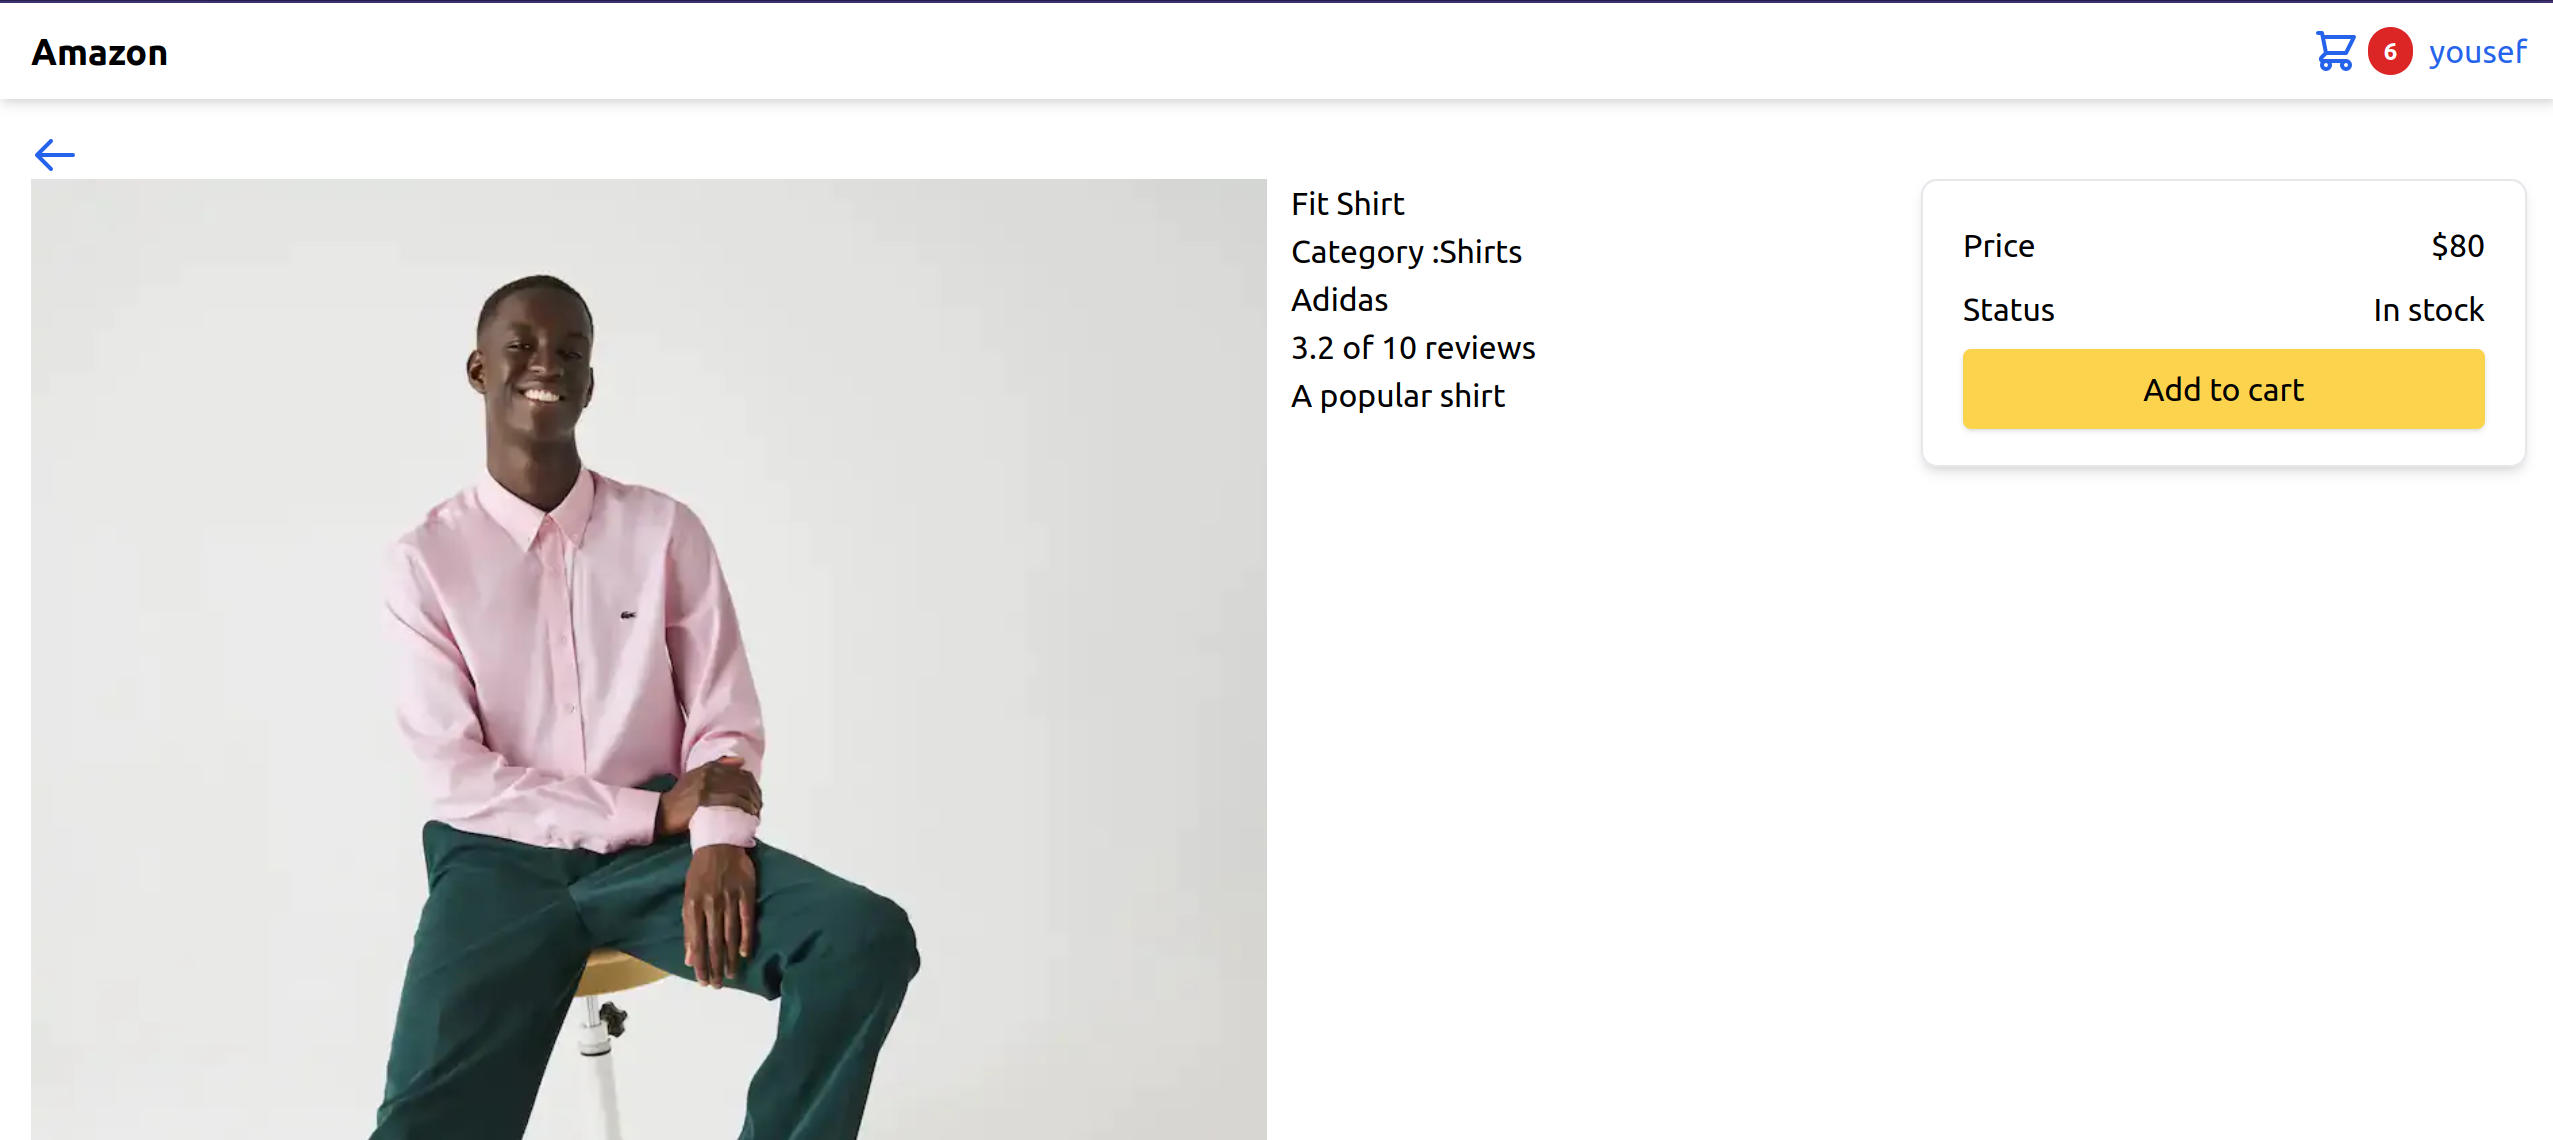 Amazon
6 yousef
Fit Shirt
Category :Shirts
Adidas
3.2 of 10 reviews
A popular shirt
Price $80
Status In stock
Add to cart